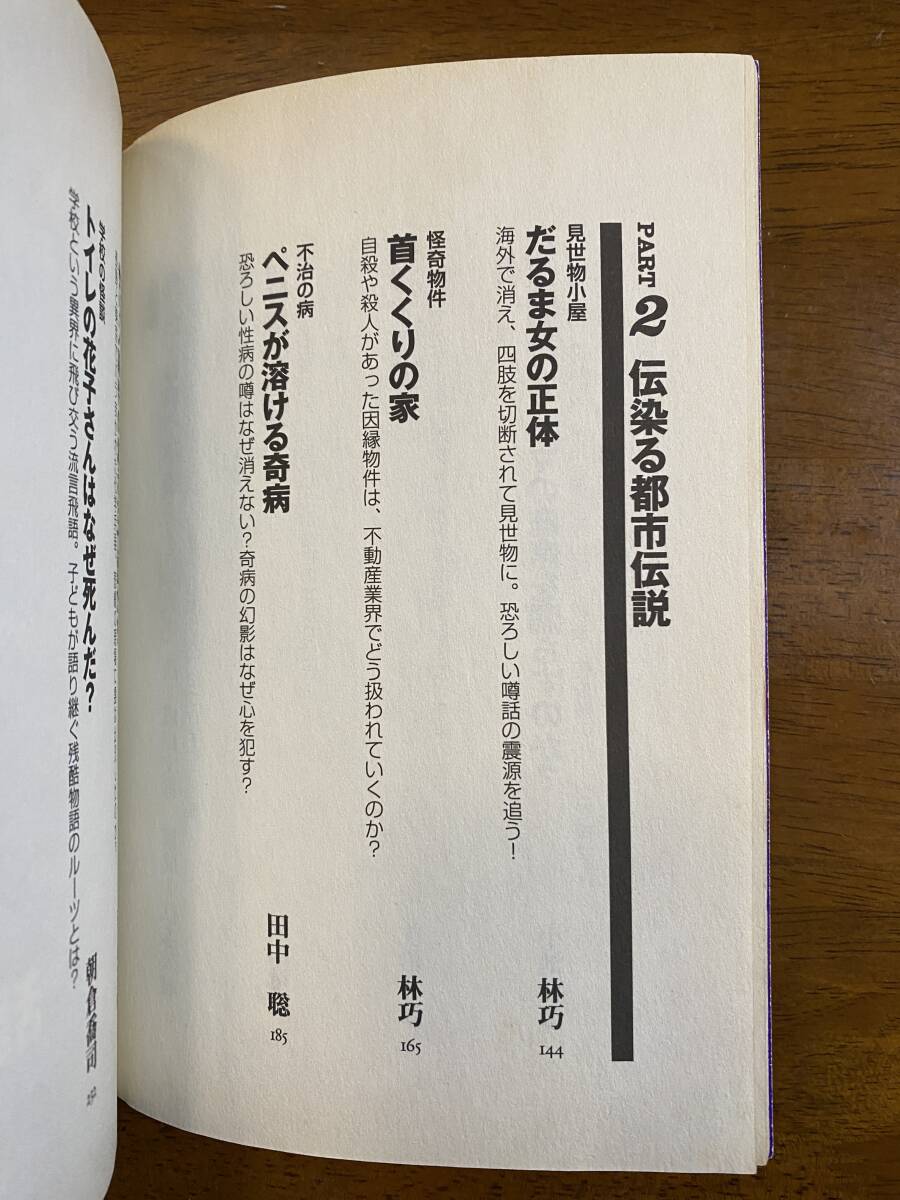 PART 2 伝染る都市伝説
見世物小屋
だるま女の正体
海外で消え、四肢を切断されて見世物に。恐ろしい噂話の震源を追う!
林巧 144
怪奇物件
首くくりの家
自殺や殺人があった因縁物件は、不動産業界でどう扱われていくのか?
林巧 165
不治の病
ペニスが溶ける奇病
恐ろしい性病の噂はなぜ消えない?奇病の幻影はなぜ心を犯す?
田中 聡 185
学校の怪談
トイレの花子さんはなぜ死んだ?
学校という異界に飛び交う流言飛語。子どもが語り継ぐ残酷物語のルーツとは?
朝倉喬司